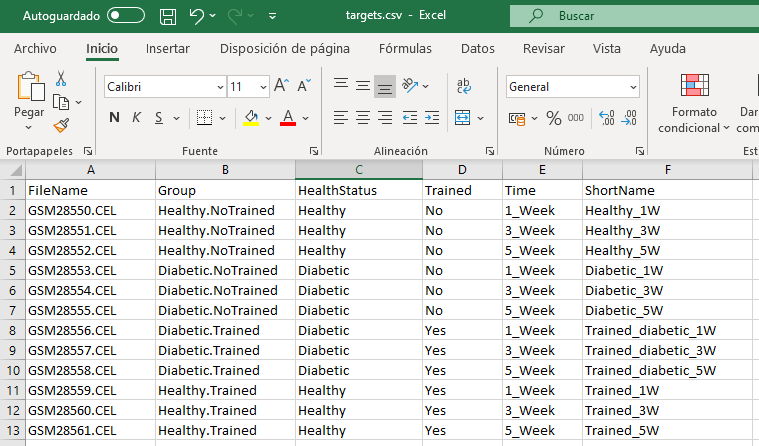 Autoguardado targets.csv - Excel Buscar
Archivo Inicio Insertar Disposición de página Fórmulas Datos Revisar Vista Ayuda
Calibri 11 A A ab General
Pegar N K S A c % 000 Formato Dar
condicional com
Portapapeles Fuente Alineación Número Est
A B C D E F
1 FileName Group HealthStatus Trained Time ShortName
2 GSM28550.CEL Healthy.NoTrained Healthy No 1_Week Healthy_1W
3 GSM28551.CEL Healthy.NoTrained Healthy No 3_Week Healthy_3W
4 GSM28552.CEL Healthy.NoTrained Healthy No 5_Week Healthy_5W
5 GSM28553.CEL Diabetic.NoTrained Diabetic No 1_Week Diabetic_1W
6 GSM28554.CEL Diabetic.NoTrained Diabetic No 3_Week Diabetic_3W
7 GSM28555.CEL Diabetic.NoTrained Diabetic No 5_Week Diabetic_5W
8 GSM28556.CEL Diabetic.Trained Diabetic Yes 1_Week Trained_diabetic_1W
9 GSM28557.CEL Diabetic.Trained Diabetic Yes 3_Week Trained_diabetic_3W
10 GSM28558.CEL Diabetic.Trained Diabetic Yes 5_Week Trained_diabetic_5W
11 GSM28559.CEL Healthy.Trained Healthy Yes 1_Week Trained_1W
12 GSM28560.CEL Healthy.Trained Healthy Yes 3_Week Trained_3W
13 GSM28561.CEL Healthy.Trained Healthy Yes 5_Week Trained_5W